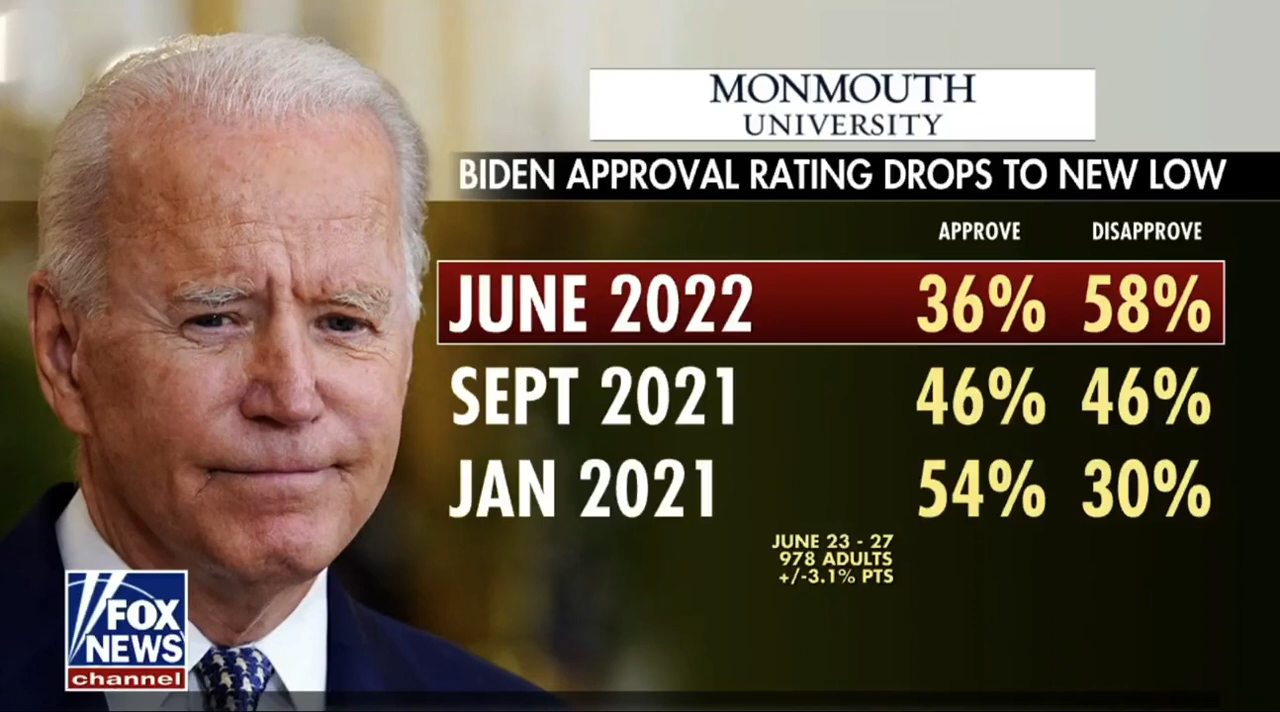 MONMOUTH
UNIVERSITY
BIDEN APPROVAL RATING DROPS TO NEW LOW
APPROVE DISAPPROVE
JUNE 2022 36% 58%
SEPT 2021 46% 46%
JAN 2021 54% 30%
JUNE 23 - 27
978 ADULTS
+/-3.1% PTS
FOX
NEWS
channel